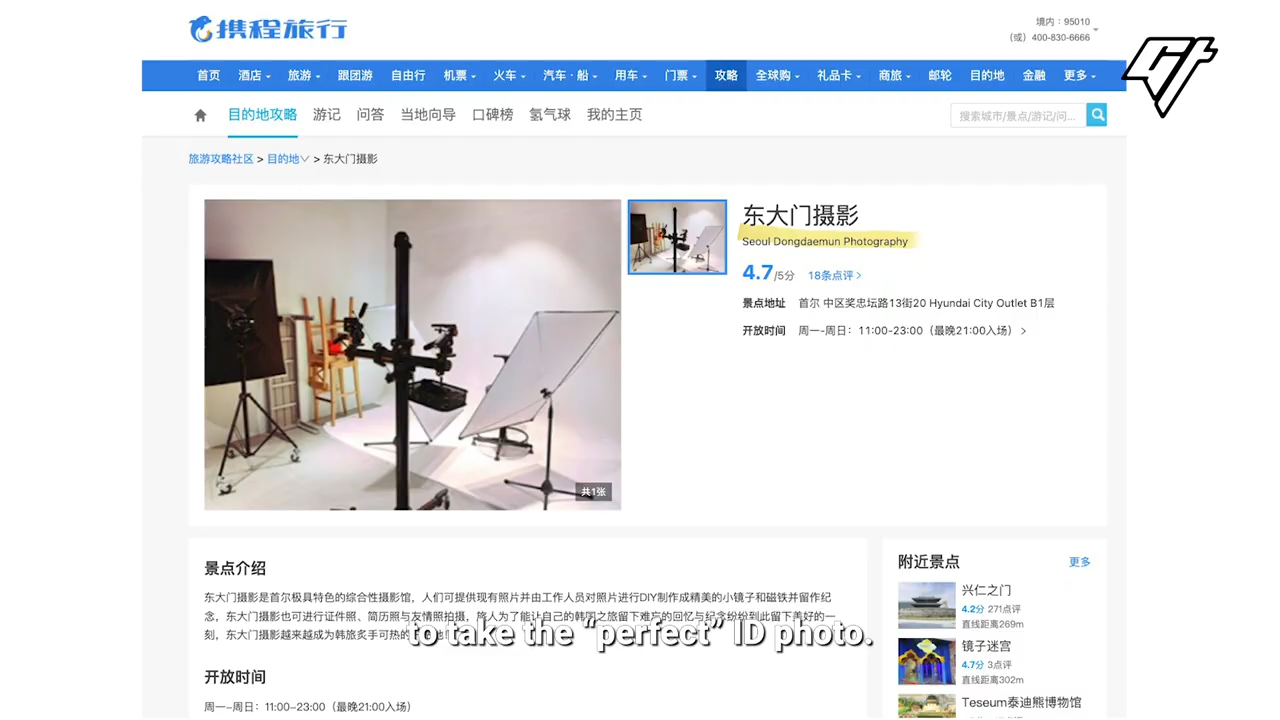 携程旅行
境内：95010
(或) 400-830-6666
首页 酒店 旅游 跟团游 自由行 机票 火车 汽车·船 用车 门票 攻略 全球购 礼品卡 商旅 邮轮 目的地 金融 更多
目的地攻略 游记 问答 当地向导 口碑榜 氢气球 我的主页
搜索城市/景点/游记/问...
旅游攻略社区 > 目的地 > 东大门摄影
东大门摄影
Seoul Dongdaemun Photography
4.7/5分 18条点评 >
景点地址 首尔 中区奖忠坛路13街20 Hyundai City Outlet B1层
开放时间 周一-周日：11:00-23:00（最晚21:00入场） >
共1张
景点介绍
东大门摄影是首尔极具特色的综合性摄影馆，人们可提供现有照片并由工作人员对照片进行DIY制作成精美的小镜子和磁铁并留作纪
念，东大门摄影也可进行证件照、简历照与友情照拍摄，旅人为了能让自己的韩国之旅留下难忘的回忆与纪念纷纷到此留下美好的一
刻，东大门摄影越来越成为韩旅炙手可热的
to take the “perfect” ID photo.
开放时间
周一-周日：11:00-23:00（最晚21:00入场）
附近景点 更多
兴仁之门
4.2分 271点评
直线距离269m
镜子迷宫
4.7分 3点评
直线距离302m
Teseum泰迪熊博物馆